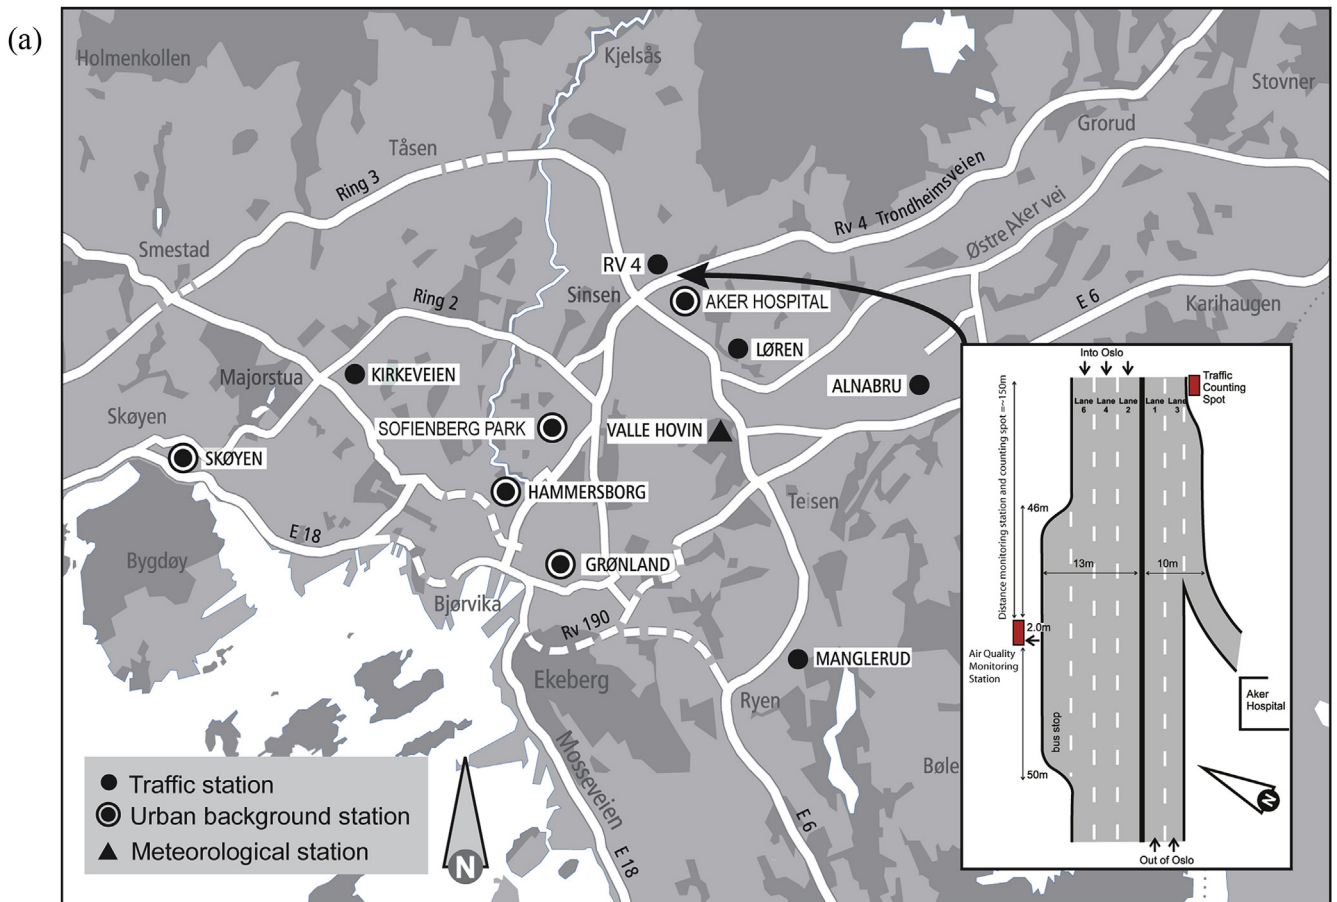 (a)
Holmenkollen
Kjelsås
Stovner
Grorud
Tåsen
Ring 3
Rv 4 Trondheimsveien
Østre Aker vei
Smestad
RV 4
Sinsen
AKER HOSPITAL
E 6
Karihaugen
Ring 2
LØREN
KIRKEVEIEN
Majorstua
ALNABRU
Skøyen
SOFIENBERG PARK
VALLE HOVIN
SKØYEN
HAMMERSBORG
Teisen
E 18
Bygdøy
GRØNLAND
Bjørvika
Rv 190
MANGLERUD
Ekeberg
Ryen
Mosseveien
Bøle
E 6
E 18
Traffic station
Urban background station
Meteorological station
N
Into Oslo
Traffic
Counting
Spot
Lane
6
Lane
4
Lane
2
Lane
1
Lane
3
Distance monitoring station and counting spot =~150m
46m
13m
10m
2.0m
Air Quality
Monitoring
Station
Aker
Hospital
bus stop
50m
N
Out of Oslo